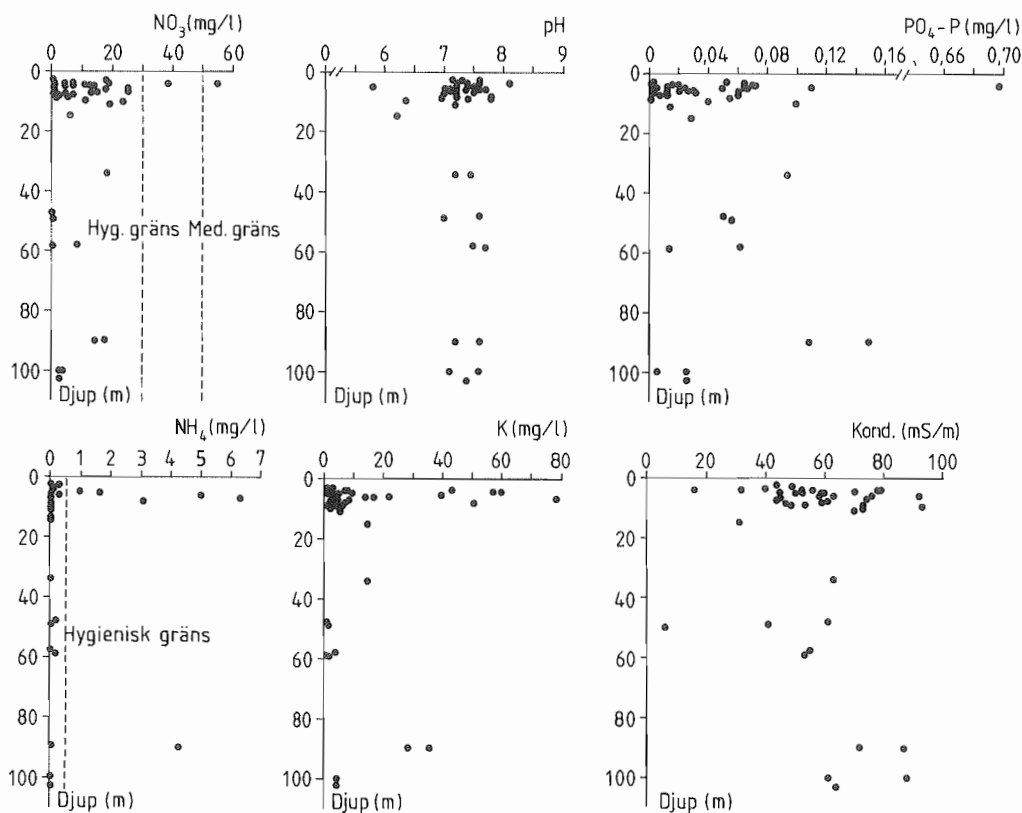 NO₃(mg/l)
0 20 40 60
0
20
40
60
80
100
Hyg. gräns Med. gräns
Djup (m)
pH
0 6 7 8 9
0
20
40
60
80
100
Djup (m)
PO₄-P (mg/l)
0 0,04 0,08 0,12 0,16 0,66 0,70
0
20
40
60
80
100
Djup (m)
NH₄(mg/l)
0 1 2 3 4 5 6 7
0
20
40
60
80
100
Hygienisk gräns
Djup (m)
K (mg/l)
0 20 40 60 80
0
20
40
60
80
100
Djup (m)
Kond. (mS/m)
0 20 40 60 80 100
0
20
40
60
80
100
Djup (m)